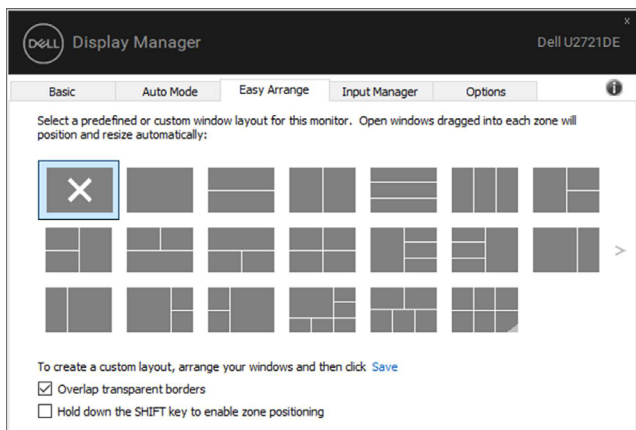 x
DELL Display Manager
Dell U2721DE
Basic Auto Mode Easy Arrange Input Manager Options
Select a predefined or custom window layout for this monitor. Open windows dragged into each zone will
position and resize automatically:
To create a custom layout, arrange your windows and then click Save
Overlap transparent borders
Hold down the SHIFT key to enable zone positioning